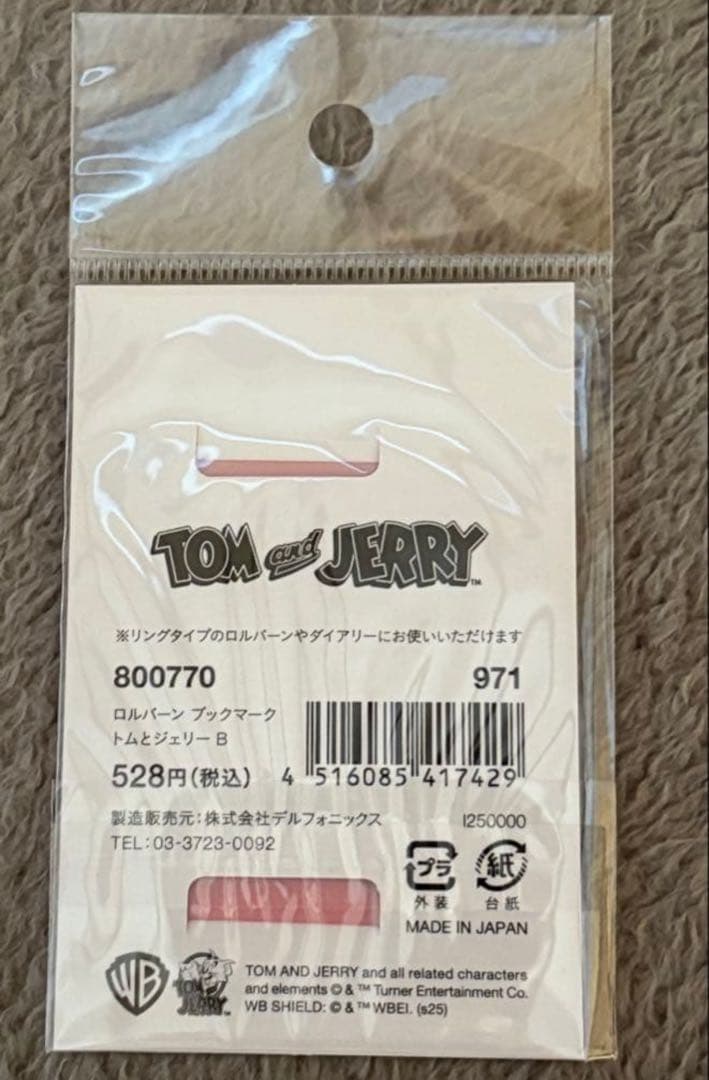 TOM and JERRY™
※リングタイプのロルバーンやダイアリーにお使いいただけます
800770 971
ロルバーン ブックマーク
トムとジェリー B
528円(税込) 4 516085 417429
製造販売元:株式会社デルフォニックス I250000
TEL:03-3723-0092
プラ 紙
外装 台紙
MADE IN JAPAN
WB TOM and JERRY
TOM AND JERRY and all related characters
and elements © & ™ Turner Entertainment Co.
WB SHIELD: © & ™ WBEI. (s25)